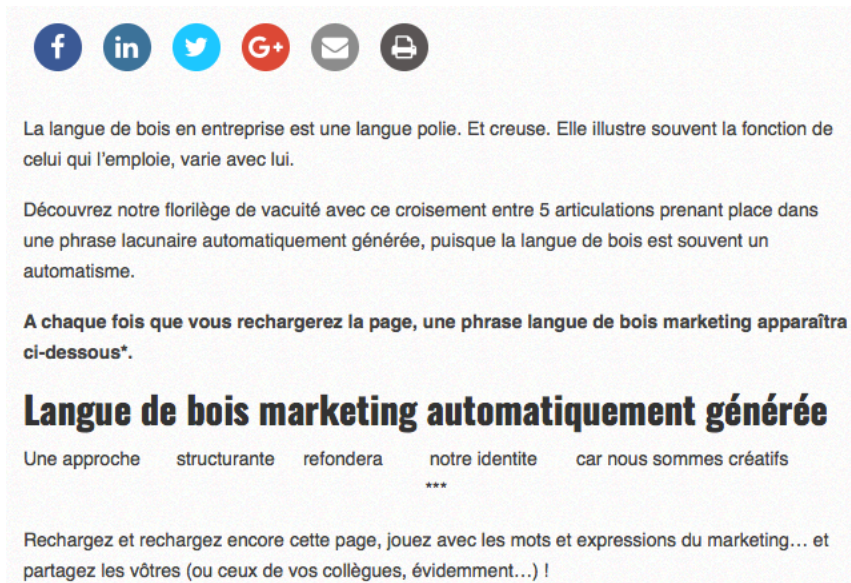 f in G+
La langue de bois en entreprise est une langue polie. Et creuse. Elle illustre souvent la fonction de
celui qui l'emploie, varie avec lui.
Découvrez notre florilège de vacuité avec ce croisement entre 5 articulations prenant place dans
une phrase lacunaire automatiquement générée, puisque la langue de bois est souvent un
automatisme.
A chaque fois que vous rechargerez la page, une phrase langue de bois marketing apparaîtra
ci-dessous*.
Langue de bois marketing automatiquement générée
Une approche structurante refondera notre identite car nous sommes créatifs
***
Rechargez et rechargez encore cette page, jouez avec les mots et expressions du marketing… et
partagez les vôtres (ou ceux de vos collègues, évidemment…) !